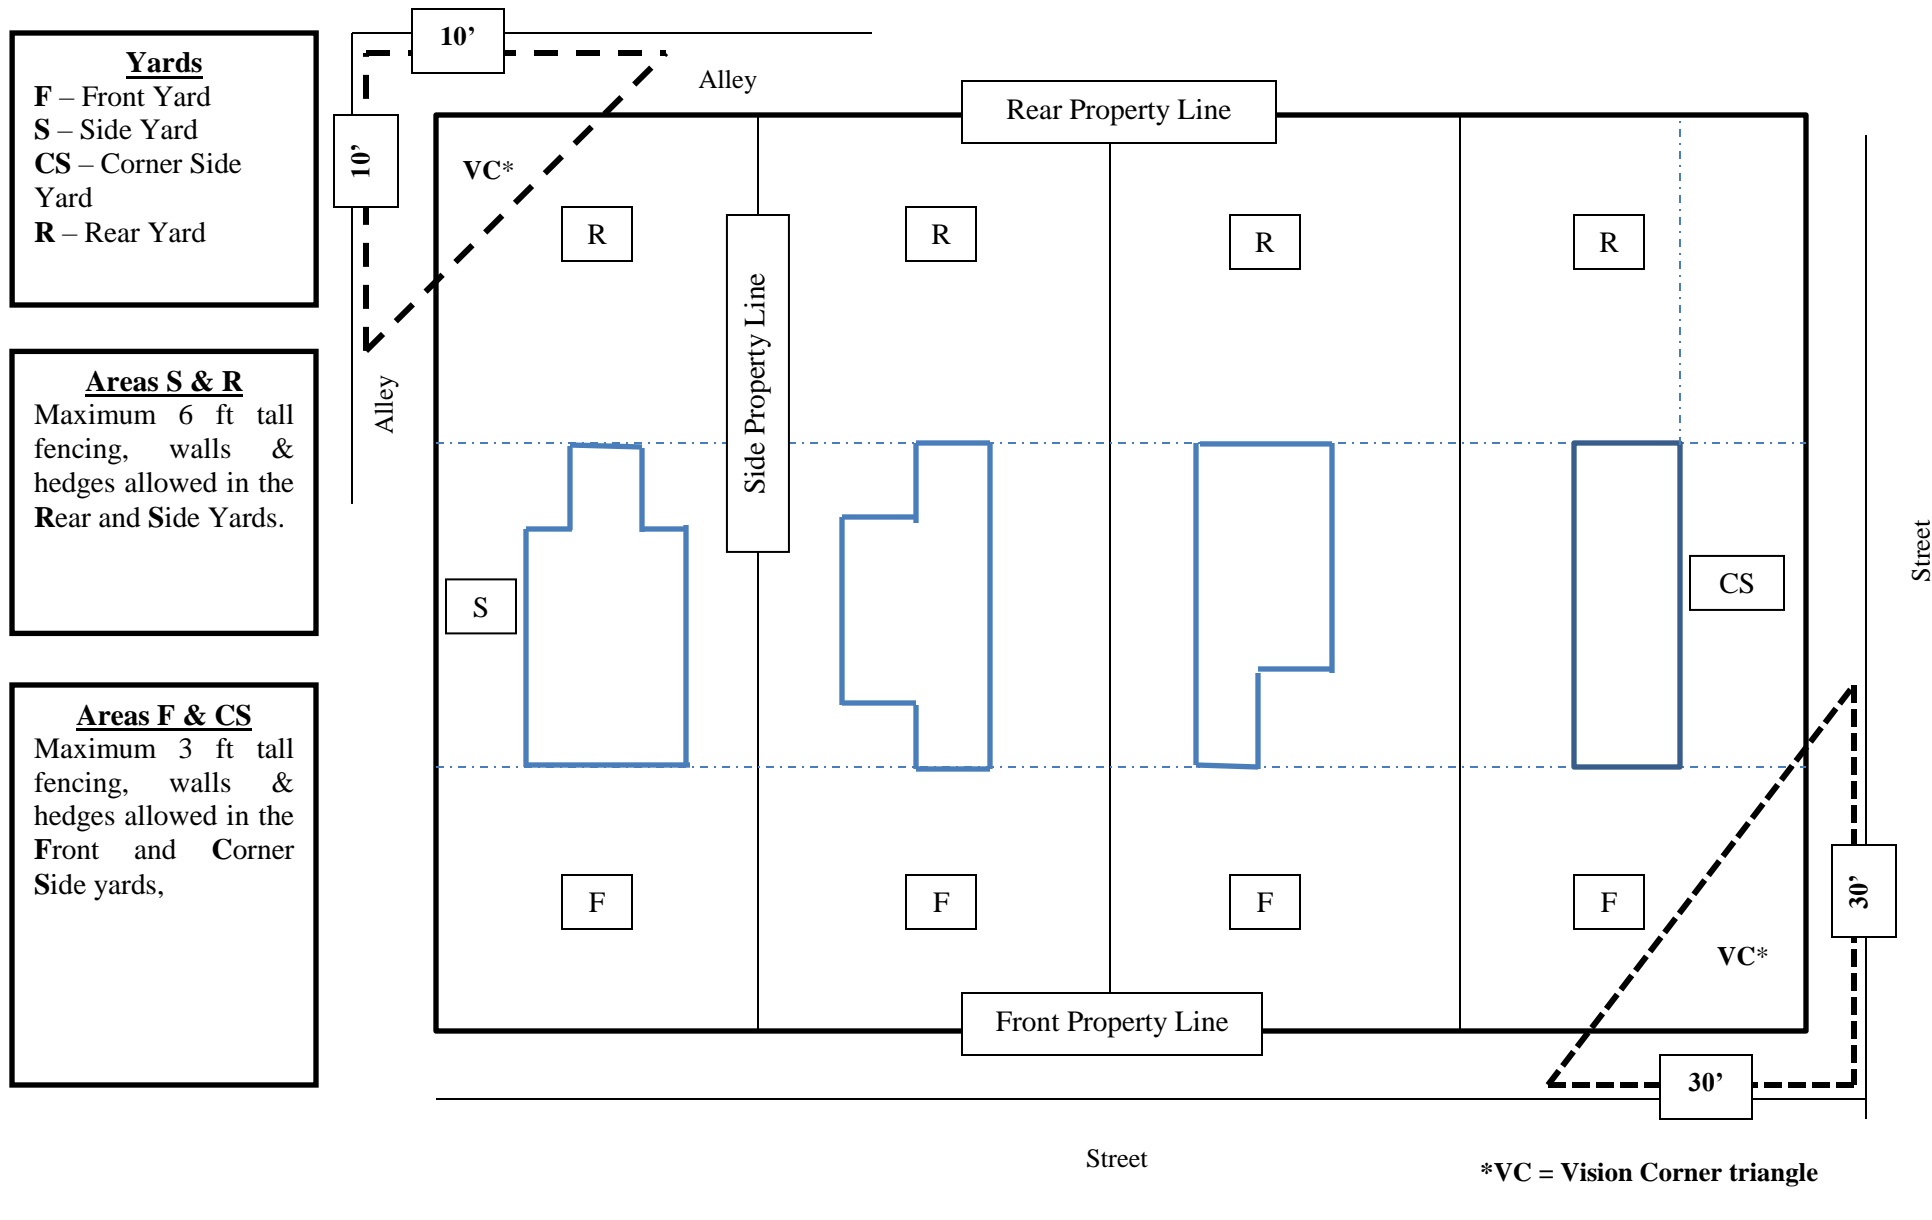 Yards
F – Front Yard
S – Side Yard
CS – Corner Side
Yard
R – Rear Yard
Areas S & R
Maximum 6 ft tall
fencing, walls &
hedges allowed in the
Rear and Side Yards.
Areas F & CS
Maximum 3 ft tall
fencing, walls &
hedges allowed in the
Front and Corner
Side yards,
10’
Alley
10’
VC*
Rear Property Line
R
R
R
R
Side Property Line
Alley
S
CS
Street
F
F
F
F
30’
VC*
Front Property Line
30’
Street
*VC = Vision Corner triangle